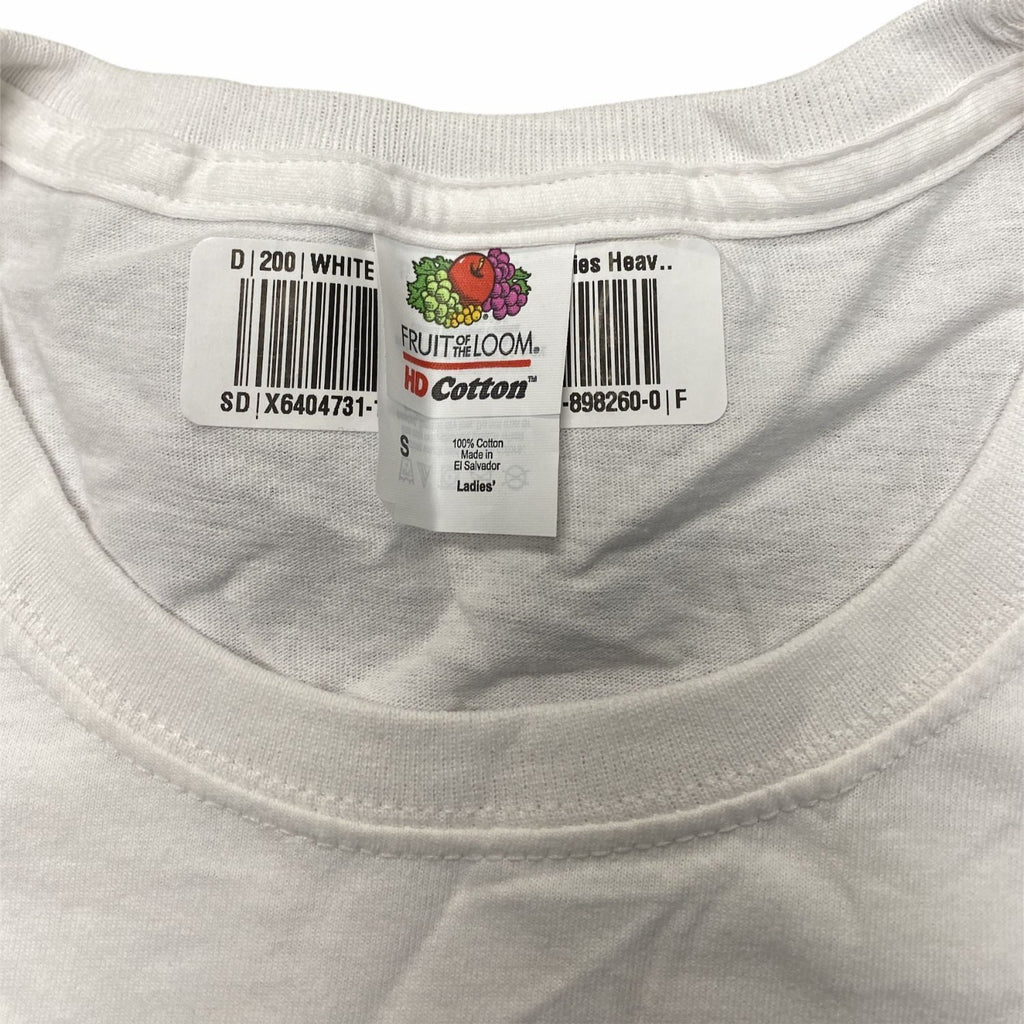 D|200|WHITE
ies Heav..
FRUIT OF THE LOOM®
HD Cotton™
SD|X6404731-
-898260-0|F
S
100% Cotton
Made in
El Salvador
Ladies'